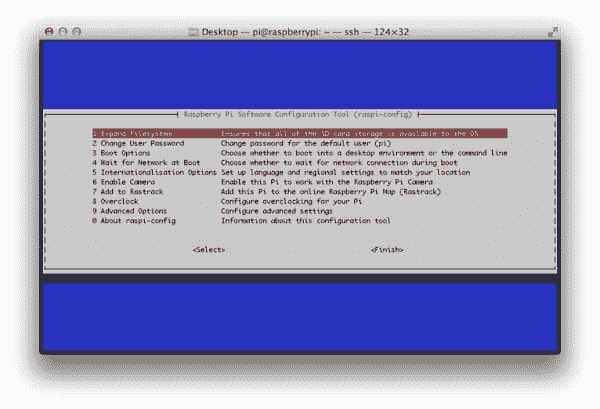 Desktop — pi@raspberrypi: ~ — ssh — 124×32
Raspberry Pi Software Configuration Tool (raspi-config)
1 Expand Filesystem Ensures that all of the SD card storage is available to the OS
2 Change User Password Change password for the default user (pi)
3 Boot Options Choose whether to boot into a desktop environment or the command line
4 Wait for Network at Boot Choose whether to wait for network connection during boot
5 Internationalisation Options Set up language and regional settings to match your location
6 Enable Camera Enable this Pi to work with the Raspberry Pi Camera
7 Add to Rastrack Add this Pi to the online Raspberry Pi Map (Rastrack)
8 Overclock Configure overclocking for your Pi
9 Advanced Options Configure advanced settings
0 About raspi-config Information about this configuration tool
<Select> <Finish>